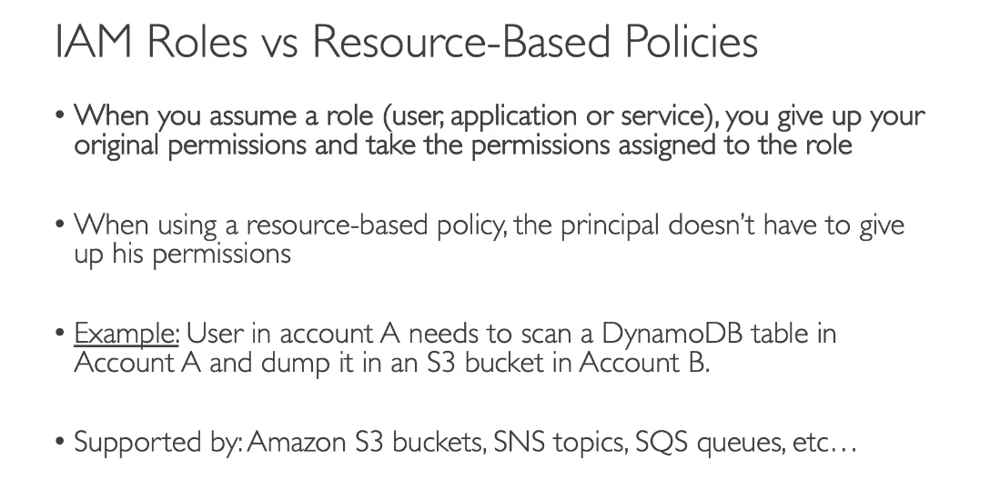 IAM Roles vs Resource-Based Policies
• When you assume a role (user, application or service), you give up your
original permissions and take the permissions assigned to the role
• When using a resource-based policy, the principal doesn't have to give
up his permissions
• Example: User in account A needs to scan a DynamoDB table in
Account A and dump it in an S3 bucket in Account B.
• Supported by: Amazon S3 buckets, SNS topics, SQS queues, etc…